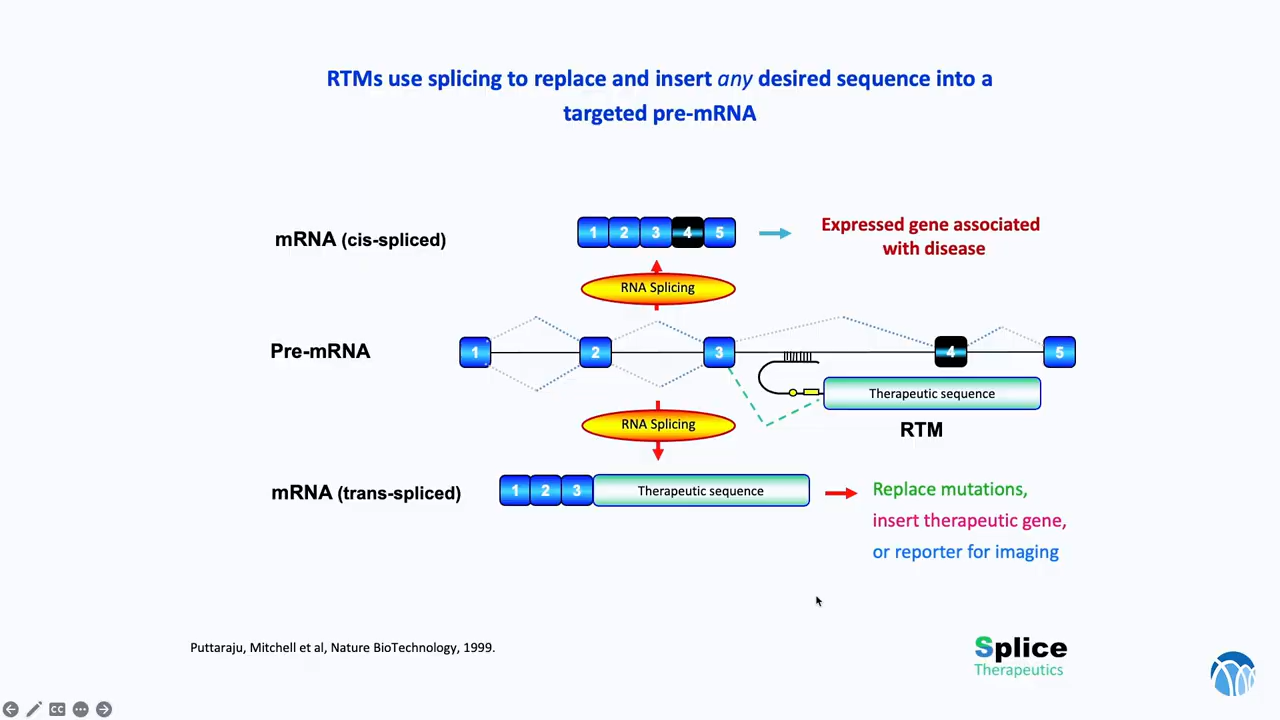 RTMs use splicing to replace and insert any desired sequence into a
targeted pre-mRNA
mRNA (cis-spliced)
1 2 3 4 5
Expressed gene associated
with disease
RNA Splicing
Pre-mRNA
1 2 3 4 5
Therapeutic sequence
RTM
RNA Splicing
mRNA (trans-spliced)
1 2 3 Therapeutic sequence
Replace mutations,
insert therapeutic gene,
or reporter for imaging
Puttaraju, Mitchell et al, Nature BioTechnology, 1999.
Splice
Therapeutics
CC